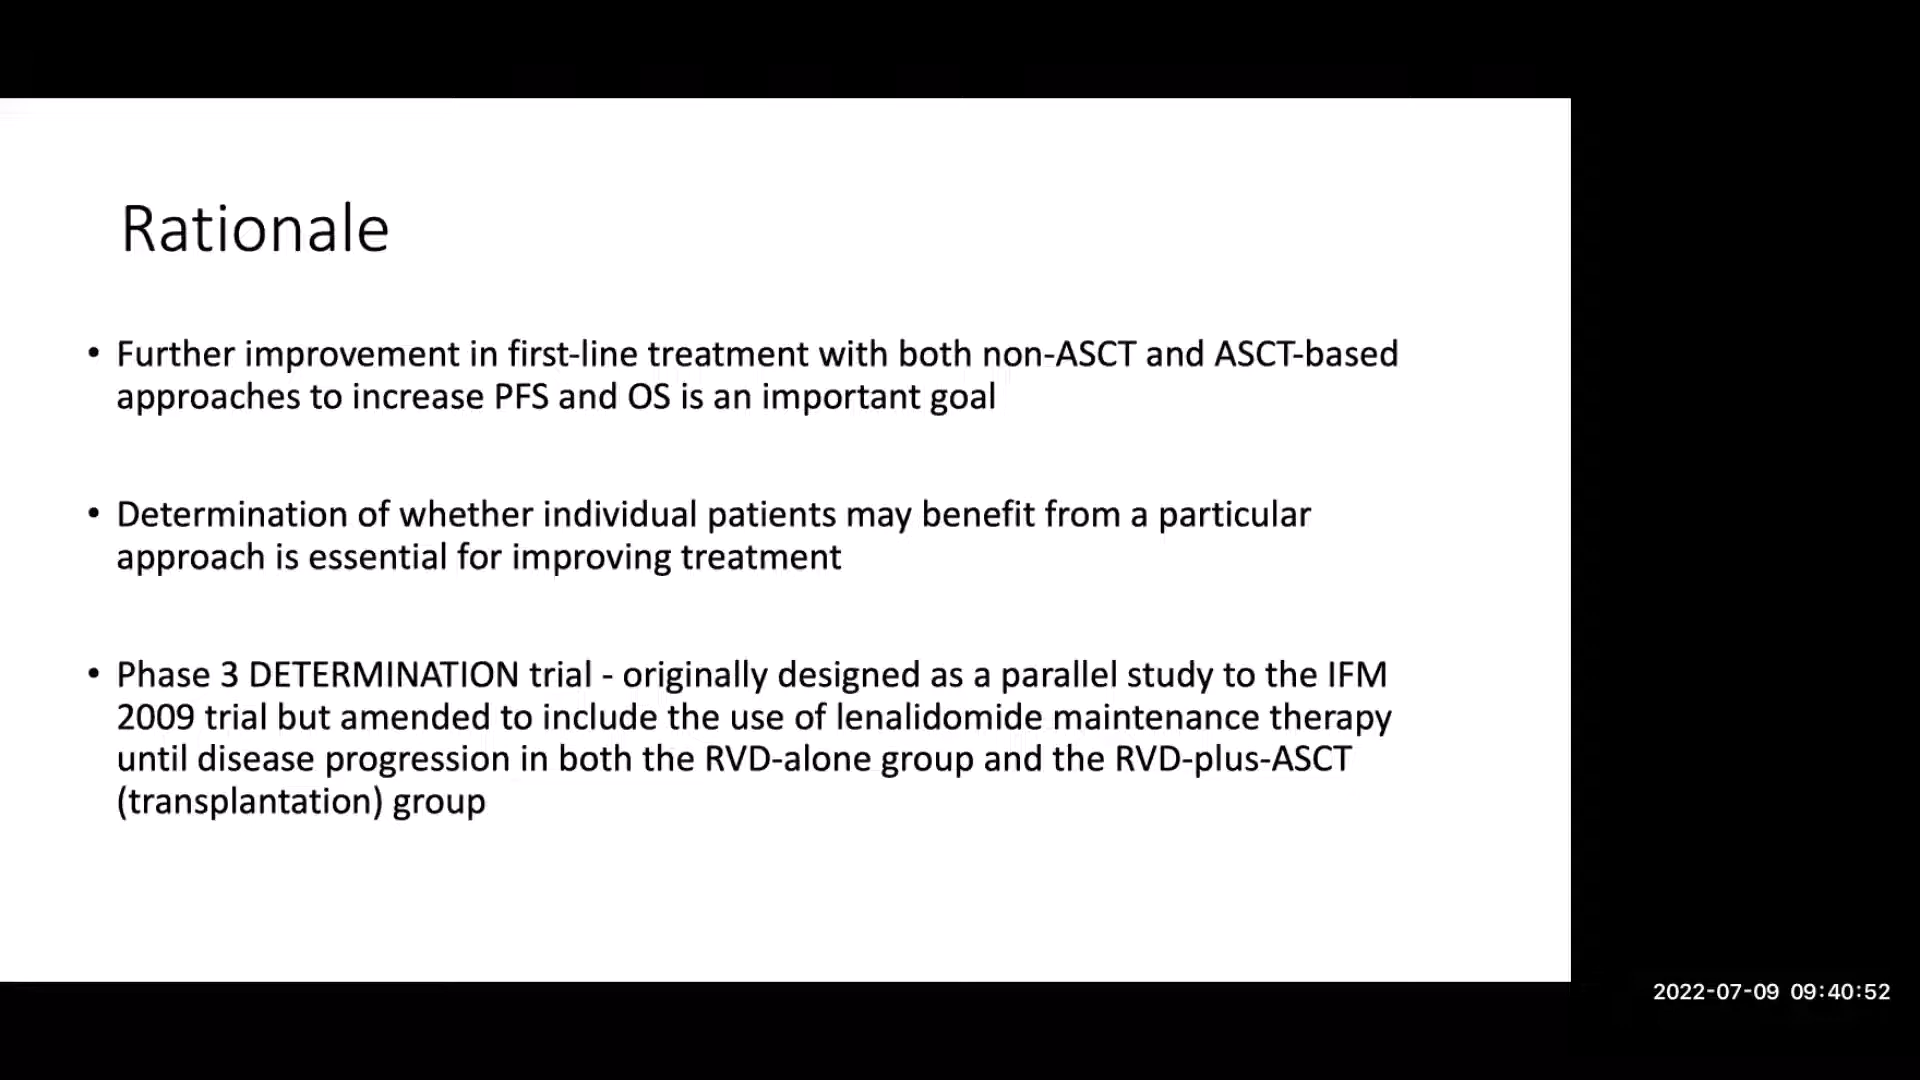 Rationale
• Further improvement in first-line treatment with both non-ASCT and ASCT-based
approaches to increase PFS and OS is an important goal
• Determination of whether individual patients may benefit from a particular
approach is essential for improving treatment
• Phase 3 DETERMINATION trial - originally designed as a parallel study to the IFM
2009 trial but amended to include the use of lenalidomide maintenance therapy
until disease progression in both the RVD-alone group and the RVD-plus-ASCT
(transplantation) group
2022-07-09 09:40:52